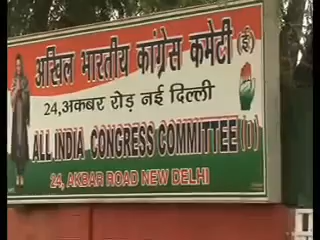 अखिल भारतीय कांग्रेस कमेटी (ई)
24,अकबर रोड़ नई दिल्ली
ALL INDIA CONGRESS COMMITTEE (I)
24, AKBAR ROAD NEW DELHI